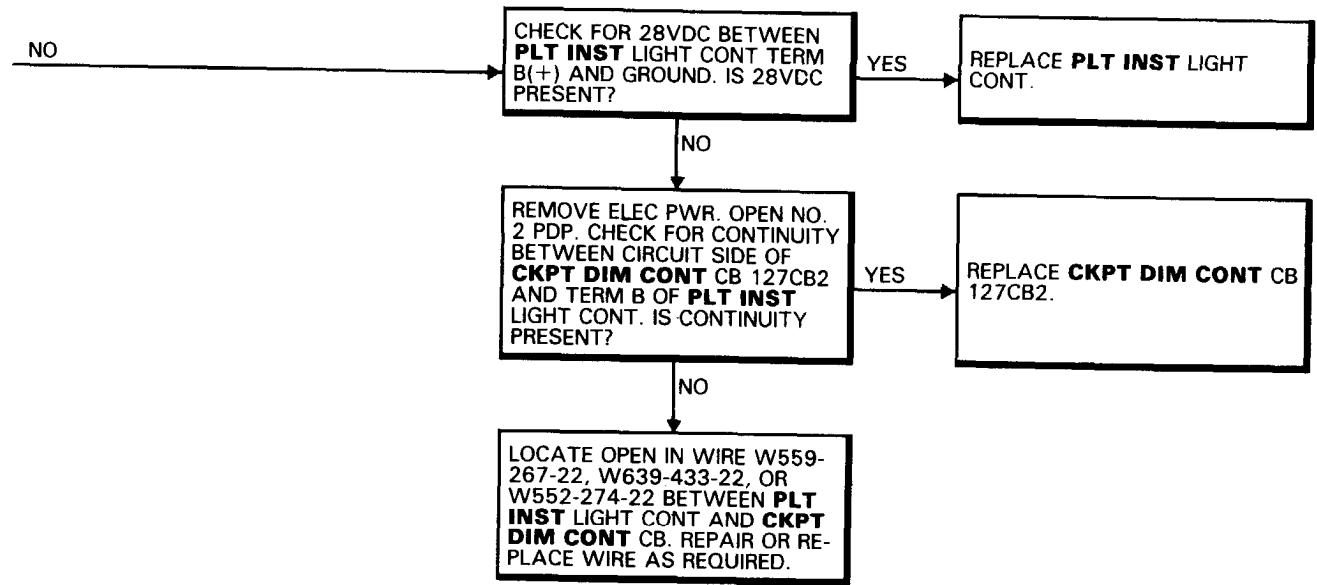 NO
CHECK FOR 28VDC BETWEEN
PLT INST LIGHT CONT TERM
B(+) AND GROUND. IS 28VDC
PRESENT?
YES
REPLACE PLT INST LIGHT
CONT.
NO
REMOVE ELEC PWR. OPEN NO.
2 PDP. CHECK FOR CONTINUITY
BETWEEN CIRCUIT SIDE OF
CKPT DIM CONT CB 127CB2
AND TERM B OF PLT INST
LIGHT CONT. IS CONTINUITY
PRESENT?
YES
REPLACE CKPT DIM CONT CB
127CB2.
NO
LOCATE OPEN IN WIRE W559-
267-22, W639-433-22, OR
W552-274-22 BETWEEN PLT
INST LIGHT CONT AND CKPT
DIM CONT CB. REPAIR OR RE-
PLACE WIRE AS REQUIRED.